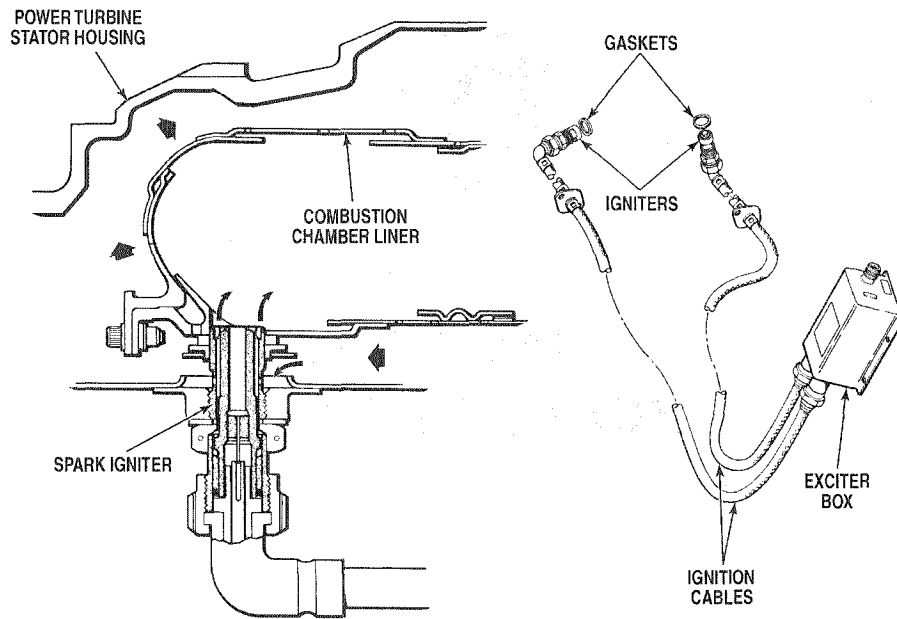 POWER TURBINE
STATOR HOUSING
COMBUSTION
CHAMBER LINER
SPARK IGNITER
GASKETS
IGNITERS
EXCITER
BOX
IGNITION
CABLES